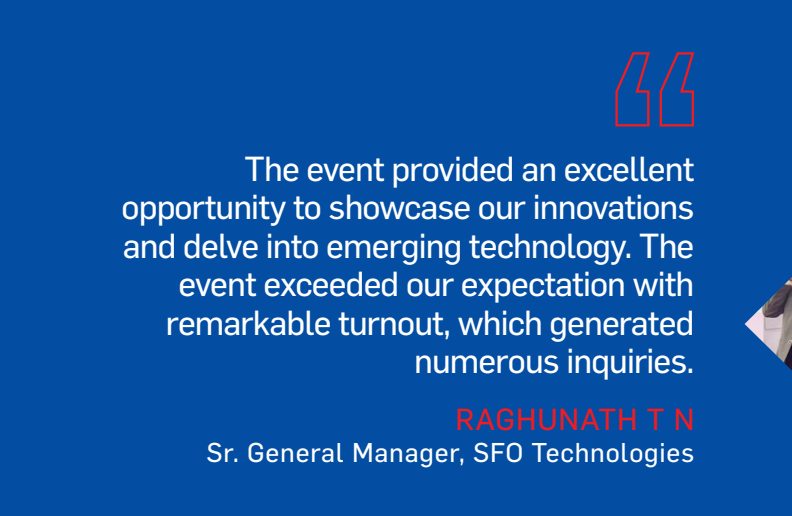 The event provided an excellent
opportunity to showcase our innovations
and delve into emerging technology. The
event exceeded our expectation with
remarkable turnout, which generated
numerous inquiries.
RAGHUNATH T N
Sr. General Manager, SFO Technologies